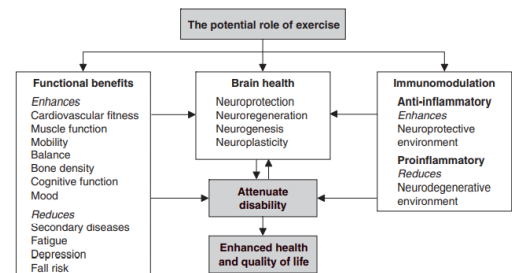 The potential role of exercise
Functional benefits
Enhances
Cardiovascular fitness
Muscle function
Mobility
Balance
Bone density
Cognitive function
Mood
Reduces
Secondary diseases
Fatigue
Depression
Fall risk
Brain health
Neuroprotection
Neuroregeneration
Neurogenesis
Neuroplasticity
Attenuate
disability
Enhanced health
and quality of life
Immunomodulation
Anti-inflammatory
Enhances
Neuroprotective
environment
Proinflammatory
Reduces
Neurodegenerative
environment